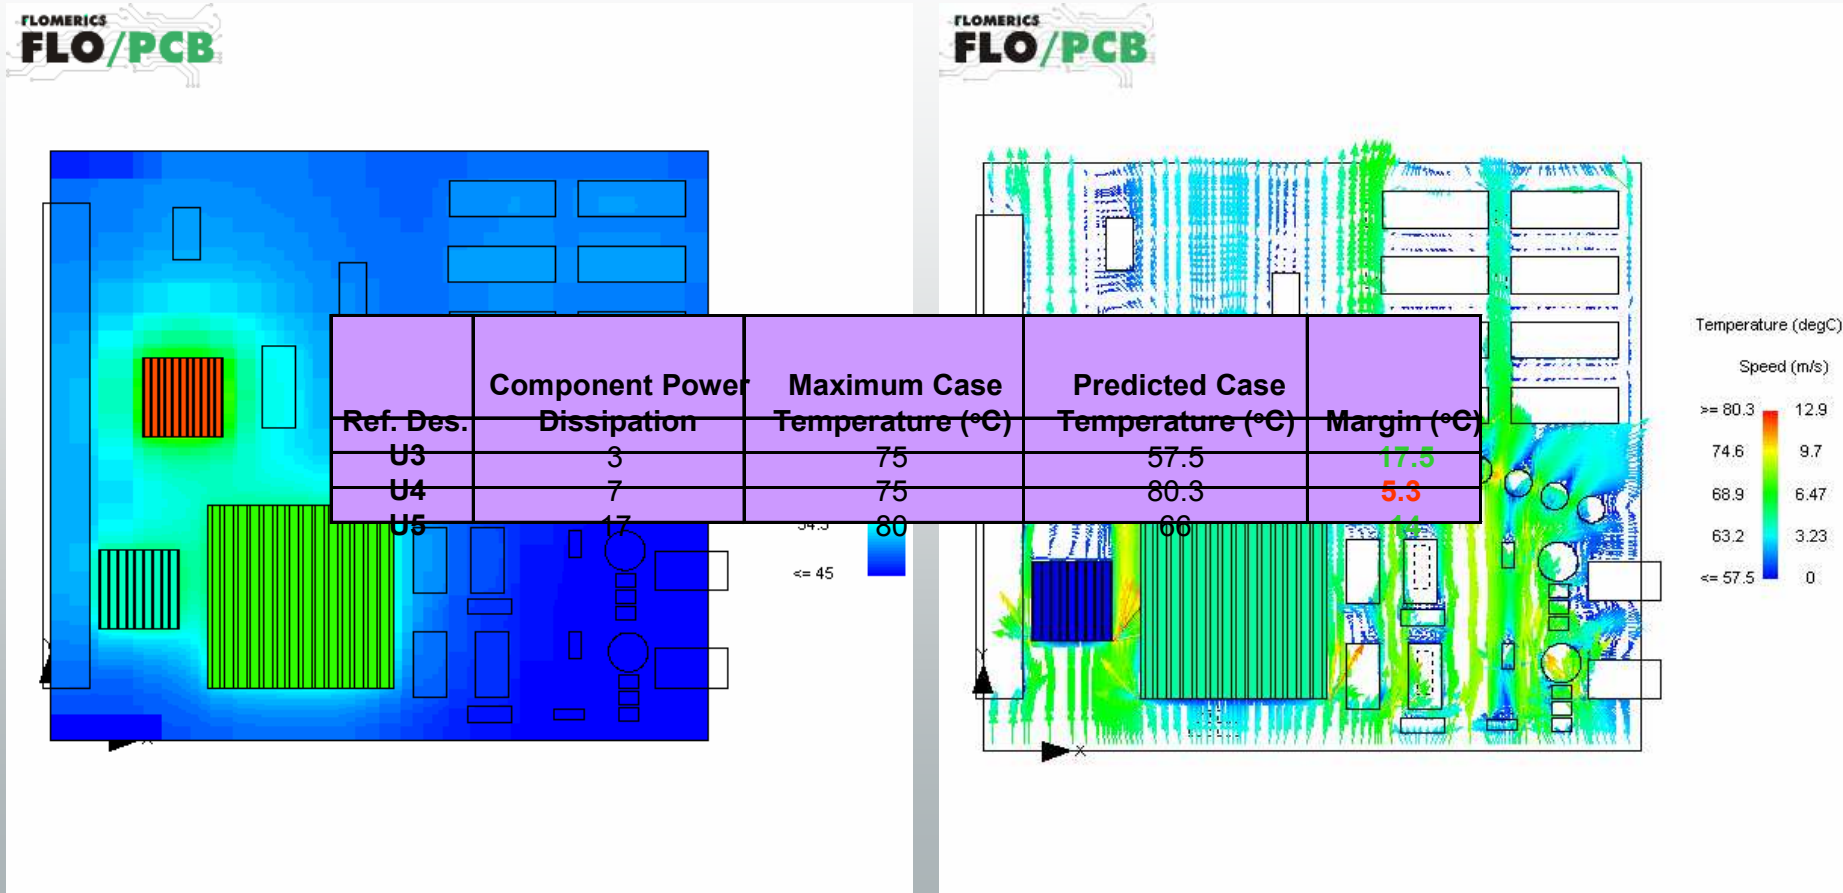 FLOMERICS
FLO/PCB
FLOMERICS
FLO/PCB
Ref. Des. Component Power Dissipation Maximum Case Temperature (°C) Predicted Case Temperature (°C) Margin (°C)
U3 3 75 57.5 17.5
U4 7 75 80.3 5.3
U5 17 80 66 14
<= 45
X
Temperature (degC)
Speed (m/s)
>= 80.3 12.9
74.6 9.7
68.9 6.47
63.2 3.23
<= 57.5 0
Y
X